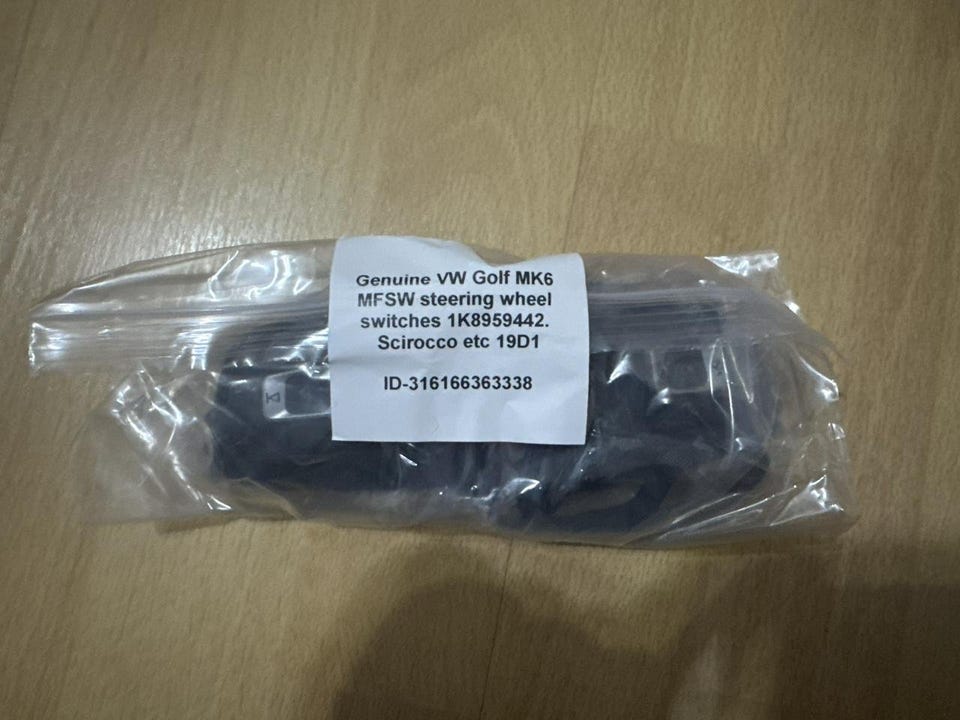 Genuine VW Golf MK6
MFSW steering wheel
switches 1K8959442.
Scirocco etc 19D1
ID-316166363338